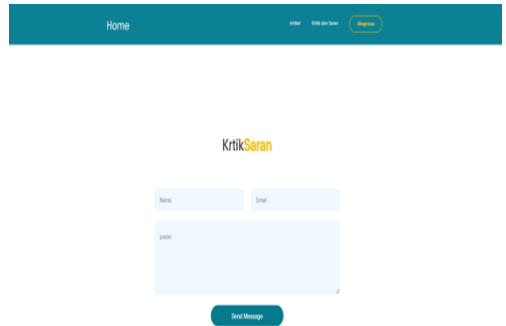 Home
Artikel Kritik dan Saran Diagnosa
KrtikSaran
Nama Email
pesan
Send Message